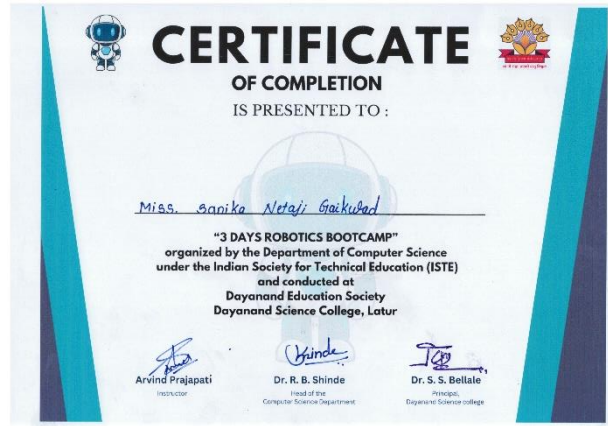 CERTIFICATE
OF COMPLETION
IS PRESENTED TO :
Miss. Sanika Netaji Gaikwad
“3 DAYS ROBOTICS BOOTCAMP”
organized by the Department of Computer Science
under the Indian Society for Technical Education (ISTE)
and conducted at
Dayanand Education Society
Dayanand Science College, Latur
Arvind Prajapati
Instructor
Dr. R. B. Shinde
Head of the
Computer Science Department
Dr. S. S. Bellale
Principal,
Dayanand Science college